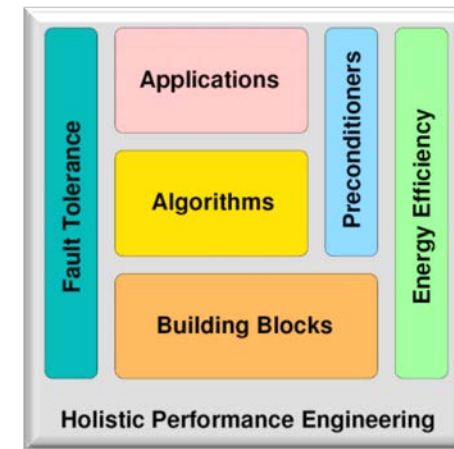 Fault Tolerance
Applications
Algorithms
Building Blocks
Preconditioners
Energy Efficiency
Holistic Performance Engineering